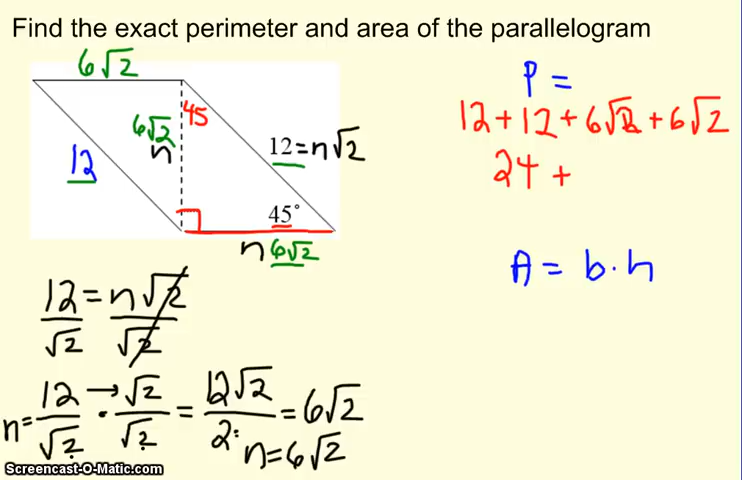 Find the exact perimeter and area of the parallelogram
6√2
P =
45
6√2
n
12 + 12 + 6√2 + 6√2
12 = n√2
12
24 +
45°
n 6√2
A = b · h
12 = n√2
√2 √2
n = 12/√2 · √2/√2 = 12√2/2 = 6√2
n = 6√2
Screencast-O-Matic.com